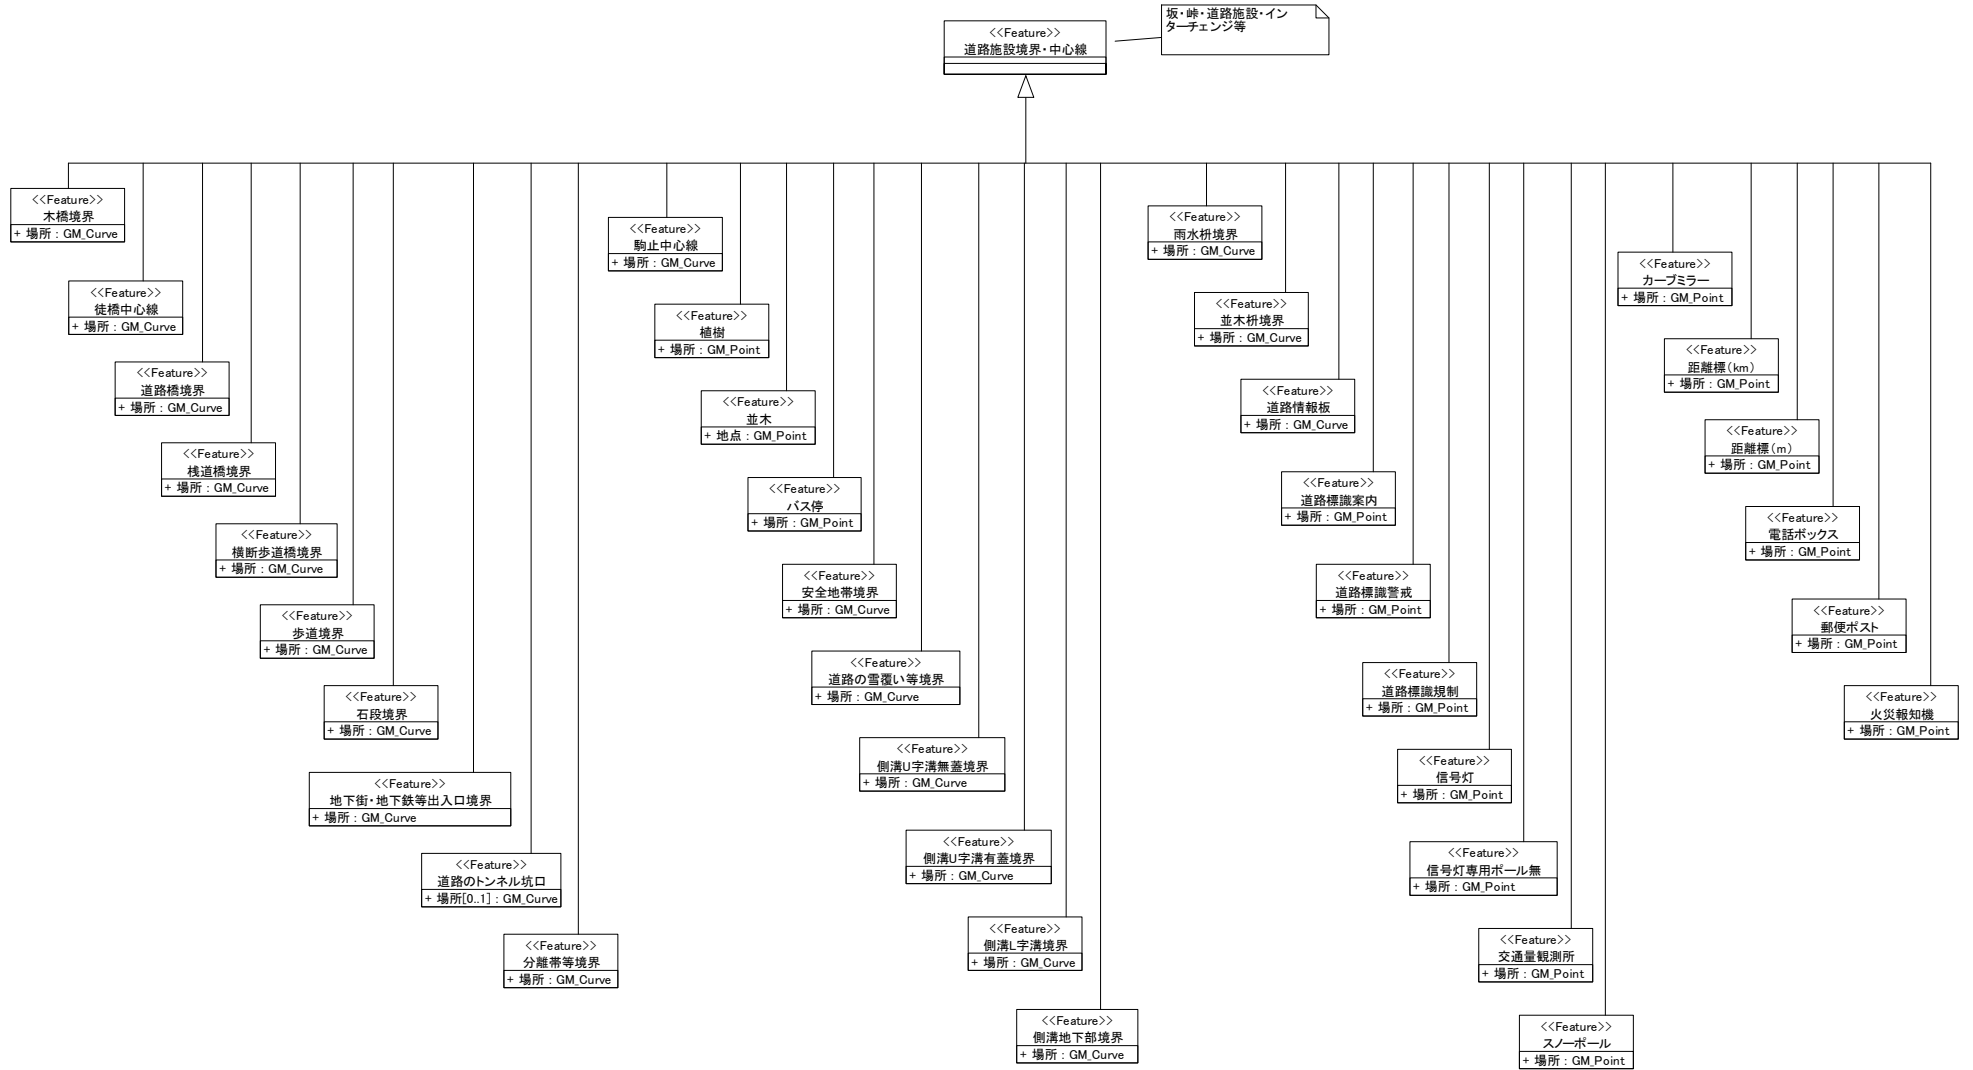 <<Feature>>
道路施設境界・中心線
坂・峠・道路施設・イン
ターチェンジ等
<<Feature>>
木橋境界
+ 場所 : GM_Curve
<<Feature>>
徒橋中心線
+ 場所 : GM_Curve
<<Feature>>
道路橋境界
+ 場所 : GM_Curve
<<Feature>>
桟道橋境界
+ 場所 : GM_Curve
<<Feature>>
横断歩道橋境界
+ 場所 : GM_Curve
<<Feature>>
歩道境界
+ 場所 : GM_Curve
<<Feature>>
石段境界
+ 場所 : GM_Curve
<<Feature>>
地下街・地下鉄等出入口境界
+ 場所 : GM_Curve
<<Feature>>
道路のトンネル坑口
+ 場所[0..1] : GM_Curve
<<Feature>>
分離帯等境界
+ 場所 : GM_Curve
<<Feature>>
駒止中心線
+ 場所 : GM_Curve
<<Feature>>
植樹
+ 場所 : GM_Point
<<Feature>>
並木
+ 地点 : GM_Point
<<Feature>>
バス停
+ 場所 : GM_Point
<<Feature>>
安全地帯境界
+ 場所 : GM_Curve
<<Feature>>
道路の雪覆い等境界
+ 場所 : GM_Curve
<<Feature>>
側溝U字溝無蓋境界
+ 場所 : GM_Curve
<<Feature>>
側溝U字溝有蓋境界
+ 場所 : GM_Curve
<<Feature>>
側溝L字溝境界
+ 場所 : GM_Curve
<<Feature>>
側溝地下部境界
+ 場所 : GM_Curve
<<Feature>>
雨水枡境界
+ 場所 : GM_Curve
<<Feature>>
並木枡境界
+ 場所 : GM_Curve
<<Feature>>
道路情報板
+ 場所 : GM_Curve
<<Feature>>
道路標識案内
+ 場所 : GM_Point
<<Feature>>
道路標識警戒
+ 場所 : GM_Point
<<Feature>>
道路標識規制
+ 場所 : GM_Point
<<Feature>>
信号灯
+ 場所 : GM_Point
<<Feature>>
信号灯専用ポール無
+ 場所 : GM_Point
<<Feature>>
交通量観測所
+ 場所 : GM_Point
<<Feature>>
スノーポール
+ 場所 : GM_Point
<<Feature>>
カーブミラー
+ 場所 : GM_Point
<<Feature>>
距離標(km)
+ 場所 : GM_Point
<<Feature>>
距離標(m)
+ 場所 : GM_Point
<<Feature>>
電話ボックス
+ 場所 : GM_Point
<<Feature>>
郵便ポスト
+ 場所 : GM_Point
<<Feature>>
火災報知機
+ 場所 : GM_Point